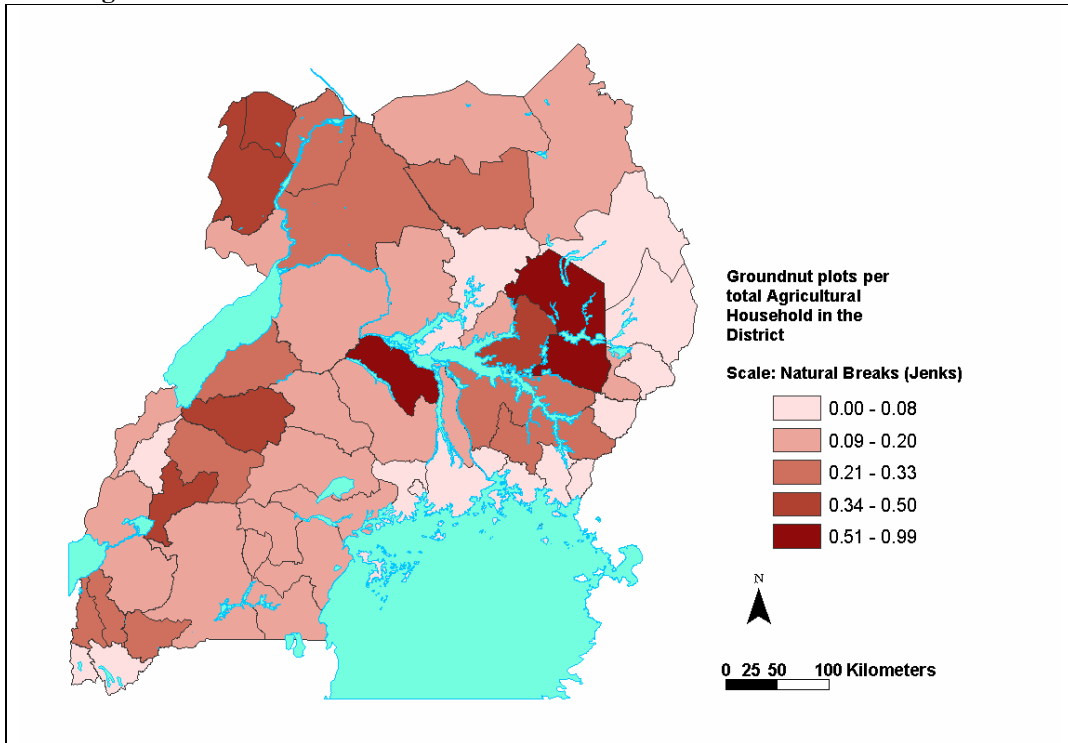 Groundnut plots per
total Agricultural
Household in the
District
Scale: Natural Breaks (Jenks)
0.00 - 0.08
0.09 - 0.20
0.21 - 0.33
0.34 - 0.50
0.51 - 0.99
N
0 25 50 100 Kilometers